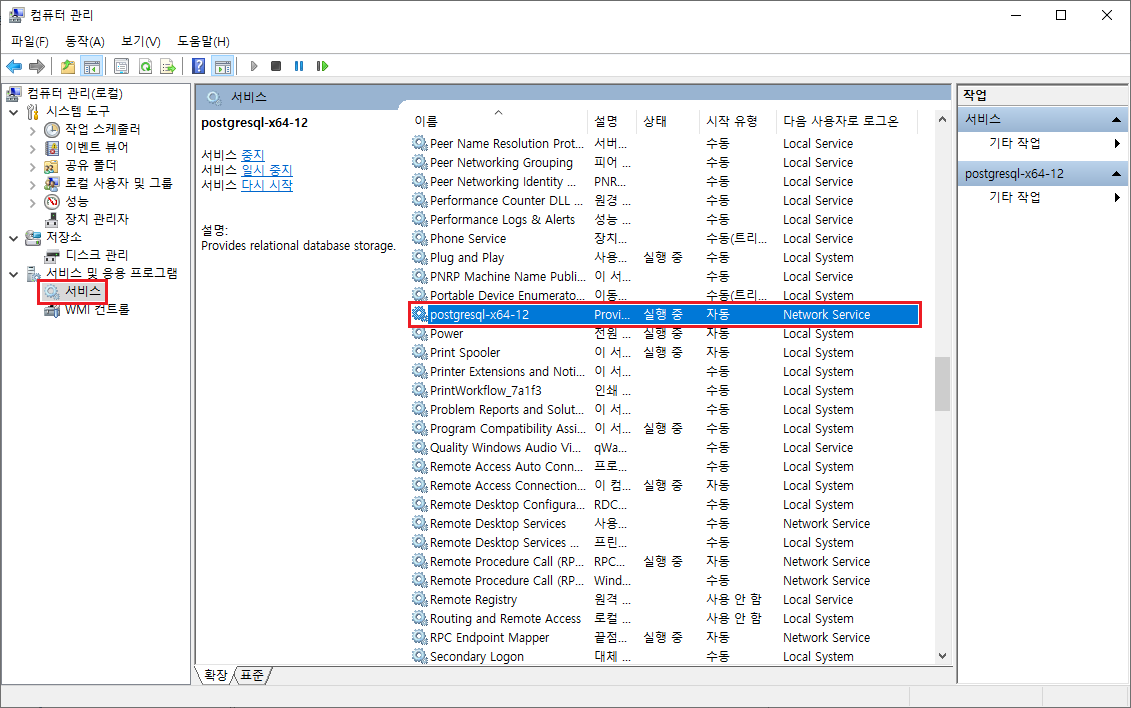 컴퓨터 관리
파일(F) 동작(A) 보기(V) 도움말(H)
컴퓨터 관리(로컬)
시스템 도구
작업 스케줄러
이벤트 뷰어
공유 폴더
로컬 사용자 및 그룹
성능
장치 관리자
저장소
디스크 관리
서비스 및 응용 프로그램
서비스
WMI 컨트롤
서비스
postgresql-x64-12
서비스 중지
서비스 일시 중지
서비스 다시 시작
설명:
Provides relational database storage.
이름 설명 상태 시작 유형 다음 사용자로 로그온
Peer Name Resolution Prot... 서버... 수동 Local Service
Peer Networking Grouping 피어 ... 수동 Local Service
Peer Networking Identity ... PNR... 수동 Local Service
Performance Counter DLL ... 원경 ... 수동 Local Service
Performance Logs & Alerts 성능 ... 수동 Local Service
Phone Service 장치... 수동(트리... Local Service
Plug and Play 사용... 실행 중 수동 Local System
PNRP Machine Name Publi... 이 서... 수동 Local Service
Portable Device Enumerato... 이동... 수동(트리... Local System
postgresql-x64-12 Provi... 실행 중 자동 Network Service
Power 전원 ... 실행 중 자동 Local System
Print Spooler 이 서... 실행 중 자동 Local System
Printer Extensions and Noti... 이 서... 수동 Local System
PrintWorkflow_7a1f3 인쇄 ... 수동 Local System
Problem Reports and Solut... 이 서... 수동 Local System
Program Compatibility Assi... 이 서... 실행 중 수동 Local System
Quality Windows Audio Vi... qWa... 수동 Local Service
Remote Access Auto Conn... 프로... 수동 Local System
Remote Access Connection... 이 컴... 실행 중 자동 Local System
Remote Desktop Configura... RDC... 수동 Local System
Remote Desktop Services 사용... 수동 Network Service
Remote Desktop Services ... 프린... 수동 Local System
Remote Procedure Call (RP... RPC... 실행 중 자동 Network Service
Remote Procedure Call (RP... Wind... 수동 Network Service
Remote Registry 원격 ... 사용 안 함 Local Service
Routing and Remote Access 로컬 ... 사용 안 함 Local System
RPC Endpoint Mapper 끝점... 실행 중 자동 Network Service
Secondary Logon 대체 ... 수동 Local System
확장 표준
작업
서비스
기타 작업
postgresql-x64-12
기타 작업